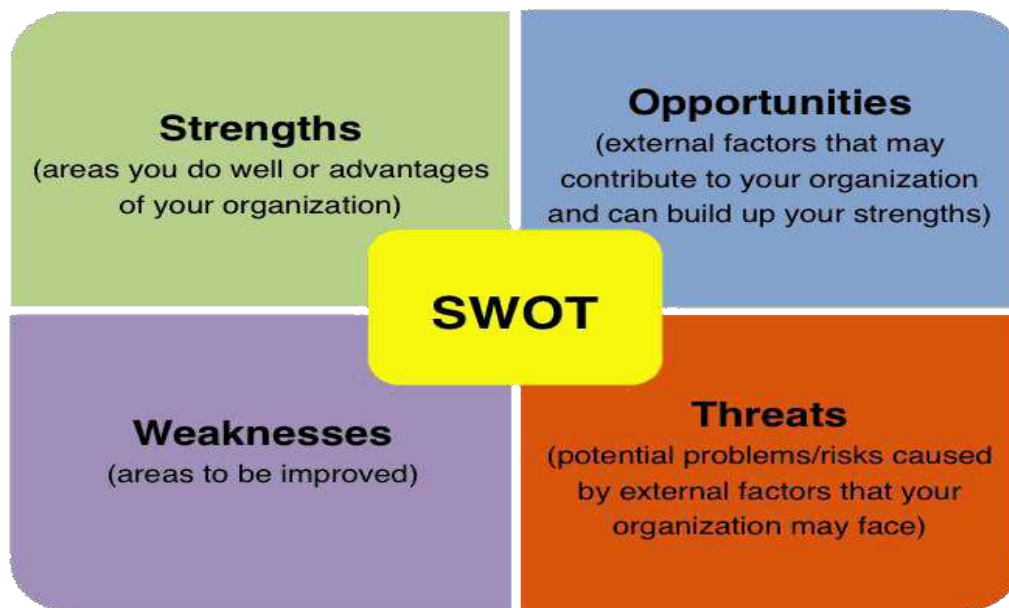 Strengths
(areas you do well or advantages
of your organization)
Opportunities
(external factors that may
contribute to your organization
and can build up your strengths)
SWOT
Weaknesses
(areas to be improved)
Threats
(potential problems/risks caused
by external factors that your
organization may face)